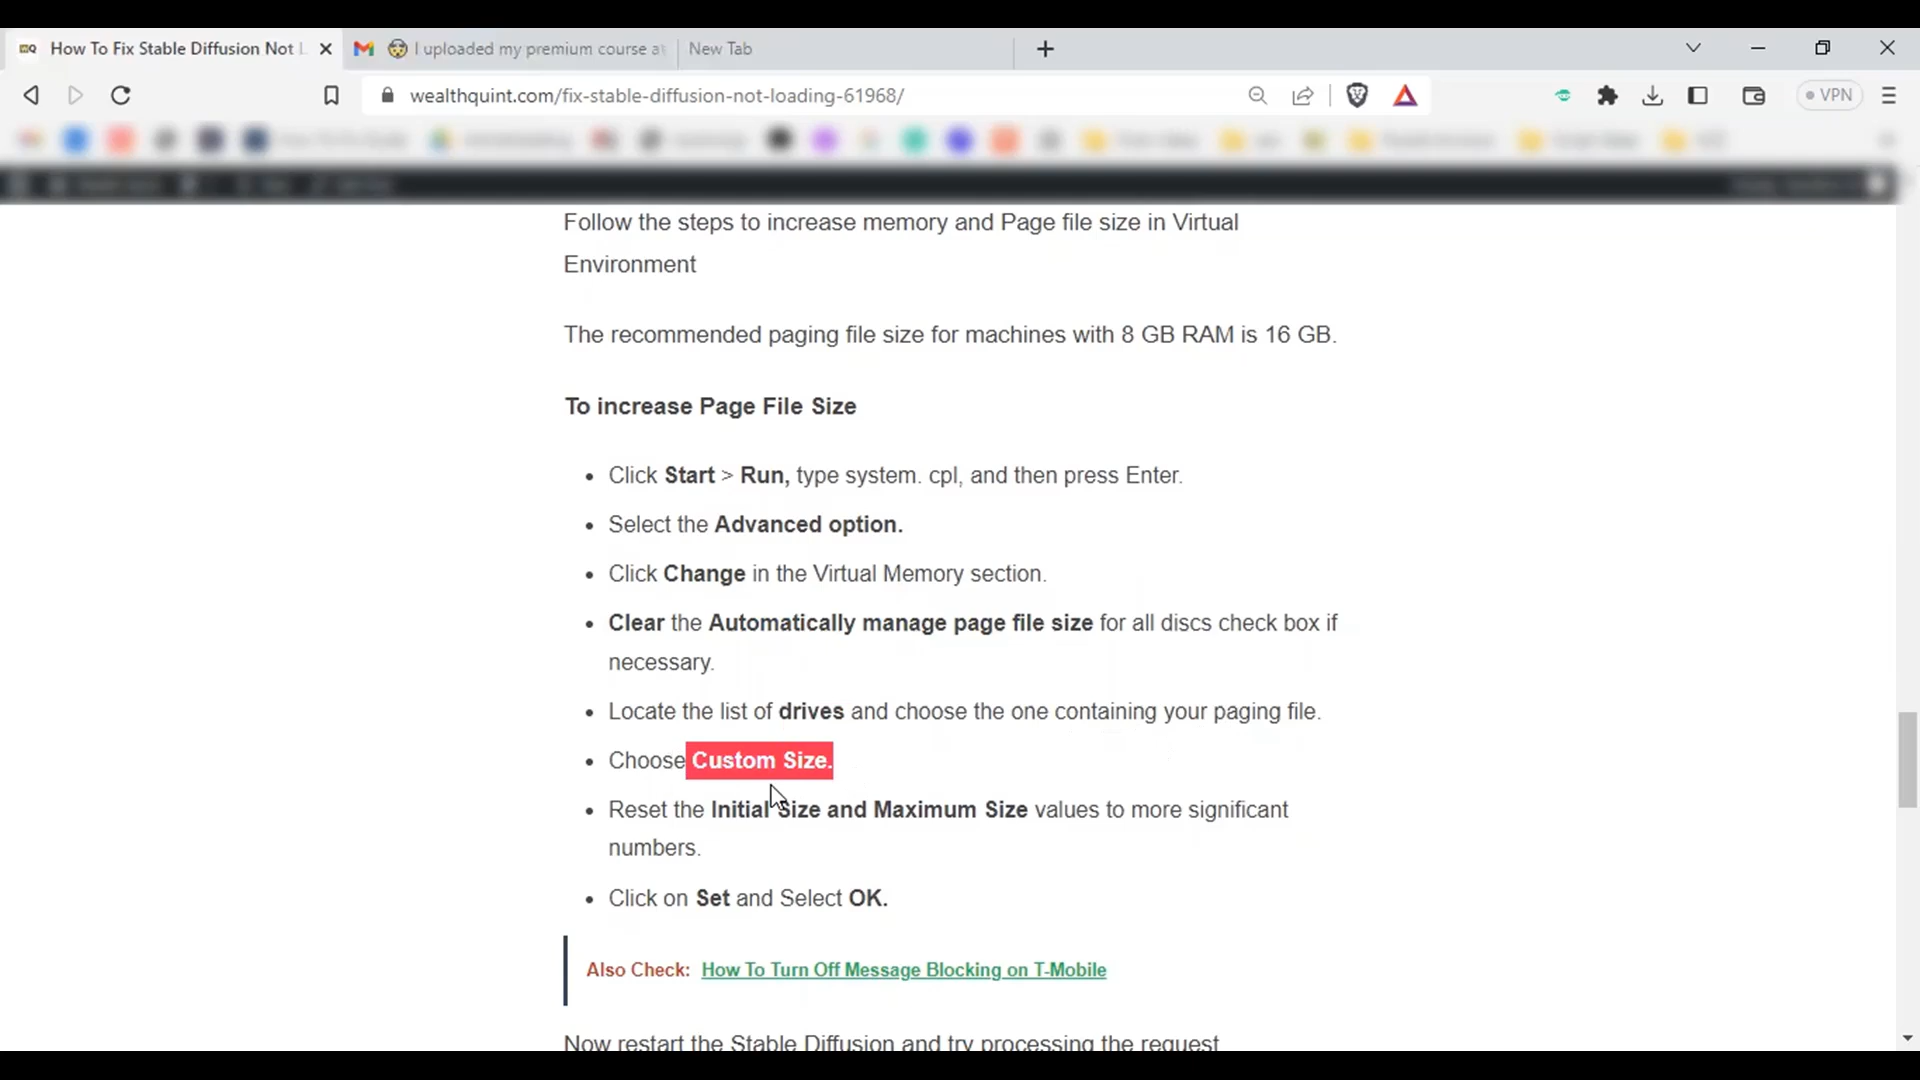 How To Fix Stable Diffusion Not L
I uploaded my premium course a
New Tab
wealthquint.com/fix-stable-diffusion-not-loading-61968/
VPN
Follow the steps to increase memory and Page file size in Virtual
Environment
The recommended paging file size for machines with 8 GB RAM is 16 GB.
To increase Page File Size
• Click Start > Run, type system. cpl, and then press Enter.
• Select the Advanced option.
• Click Change in the Virtual Memory section.
• Clear the Automatically manage page file size for all discs check box if
necessary.
• Locate the list of drives and choose the one containing your paging file.
• Choose Custom Size.
• Reset the Initial Size and Maximum Size values to more significant
numbers.
• Click on Set and Select OK.
Also Check: How To Turn Off Message Blocking on T-Mobile
Now restart the Stable Diffusion and try processing the request